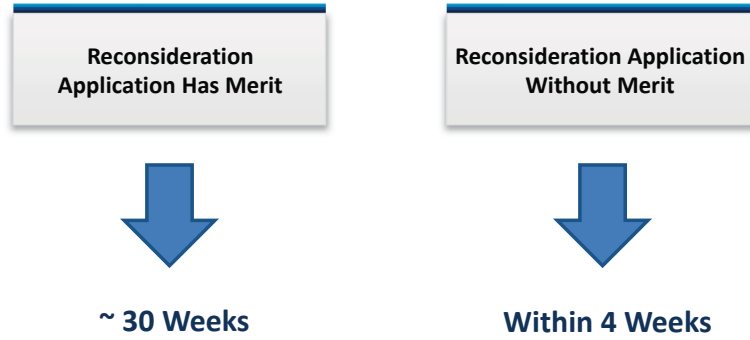 Reconsideration
Application Has Merit
Reconsideration Application
Without Merit
~ 30 Weeks
Within 4 Weeks